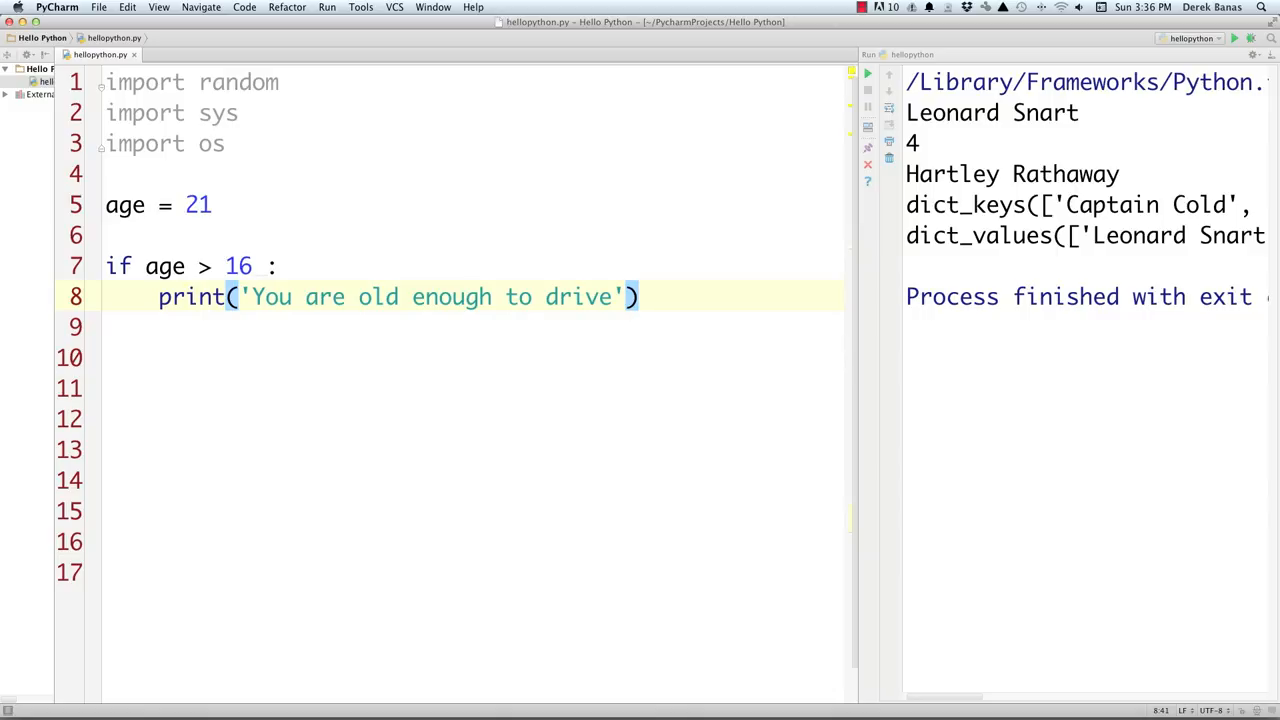 PyCharm File Edit View Navigate Code Refactor Run Tools VCS Window Help 10 Sun 3:36 PM Derek Banas
hellopython.py – Hello Python – [~/PycharmProjects/Hello Python]
Hello Python hellopython.py hellopython
hellopython.py Run hellopython
Hello P
hell
Extern
1 import random
2 import sys
3 import os
4
5 age = 21
6
7 if age > 16 :
8 print('You are old enough to drive')
9
10
11
12
13
14
15
16
17
/Library/Frameworks/Python.
Leonard Snart
4
Hartley Rathaway
dict_keys(['Captain Cold',
dict_values(['Leonard Snart
Process finished with exit
8:41 LF UTF-8